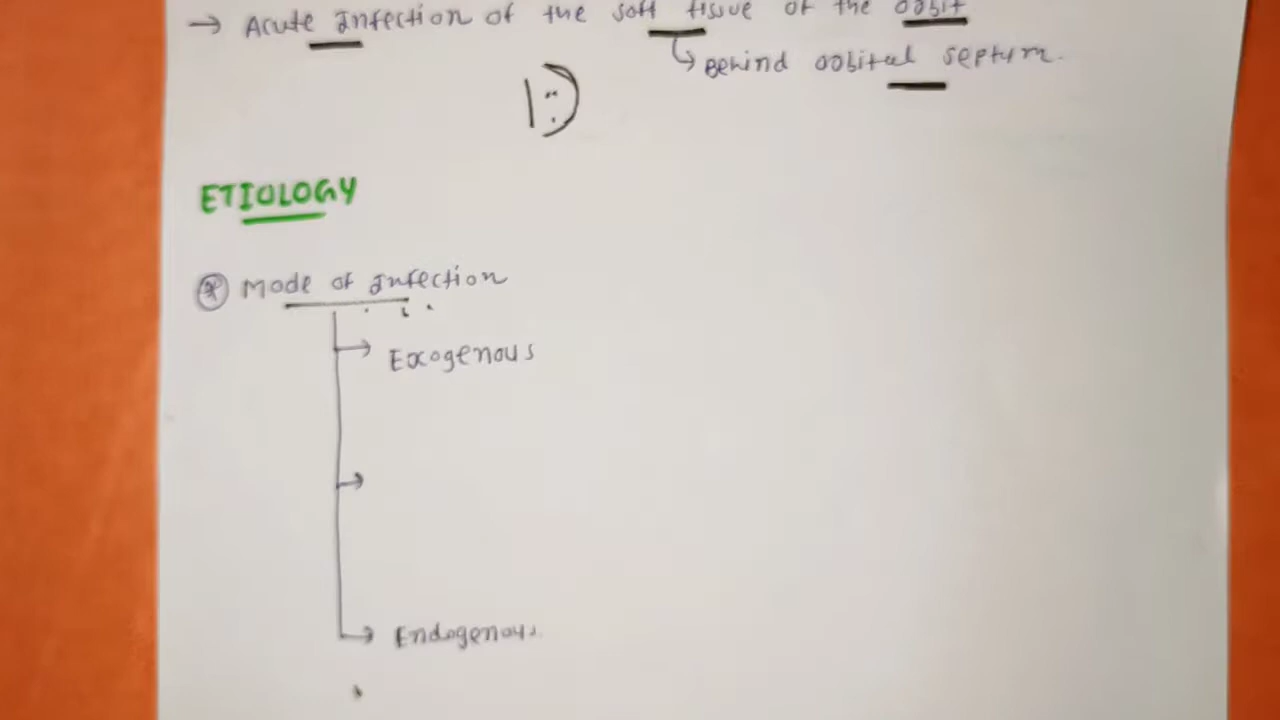 → Acute Infection of the soft tissue of the orbit
↳ Behind orbital septum.
ETIOLOGY
* Mode of Infection
→ Exogenous
→
→ Endogenous.